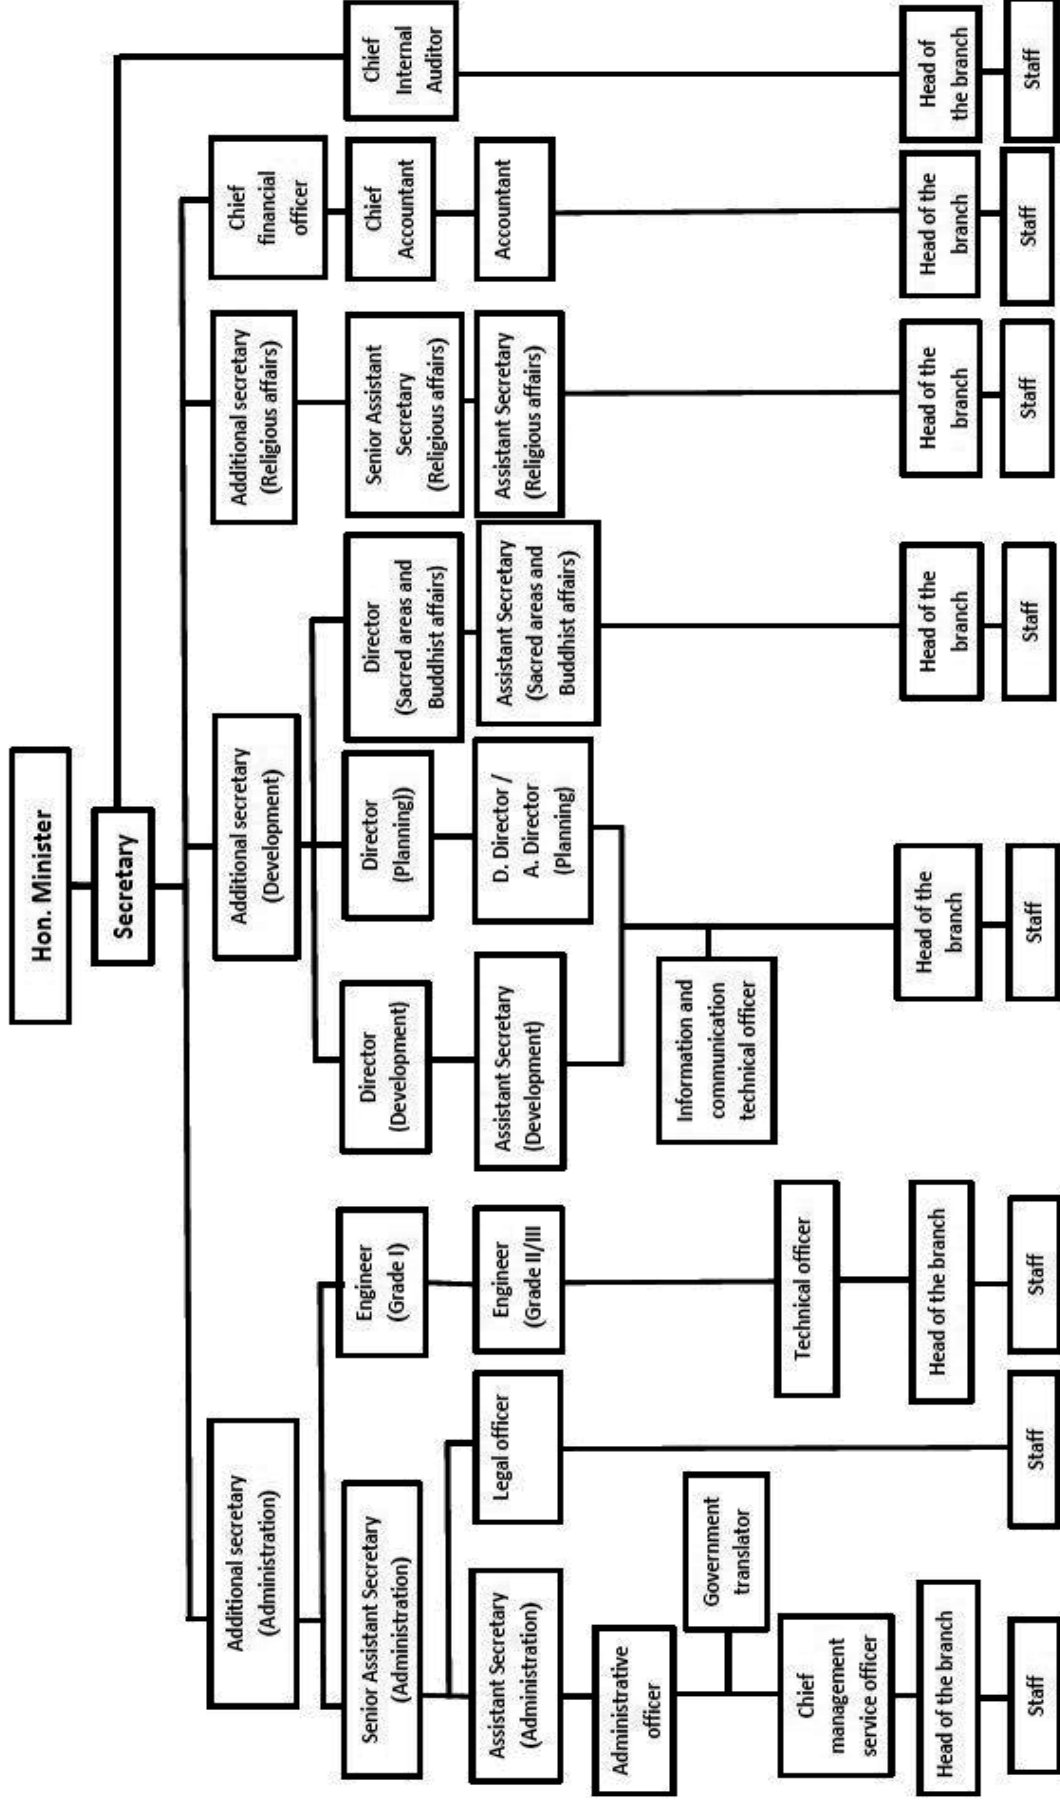 Hon. Minister
Secretary
Additional secretary
(Administration)
Additional secretary
(Development)
Additional secretary
(Religious affairs)
Chief
financial
officer
Senior Assistant Secretary
(Administration)
Engineer
(Grade I)
Director
(Development)
Director
(Planning))
Director
(Sacred areas and
Buddhist affairs)
Senior Assistant
Secretary
(Religious affairs)
Chief
Accountant
Chief
Internal
Auditor
Assistant Secretary
(Administration)
Legal officer
Engineer
(Grade II/III
Assistant Secretary
(Development)
D. Director /
A. Director
(Planning)
Assistant Secretary
(Sacred areas and
Buddhist affairs)
Assistant Secretary
(Religious affairs)
Accountant
Administrative
officer
Government
translator
Information and
communication
technical officer
Chief
management
service officer
Technical officer
Head of the branch
Head of the branch
Head of the
branch
Head of the
branch
Head of the
branch
Head of the
branch
Head of
the branch
Staff
Staff
Staff
Staff
Staff
Staff
Staff
Staff